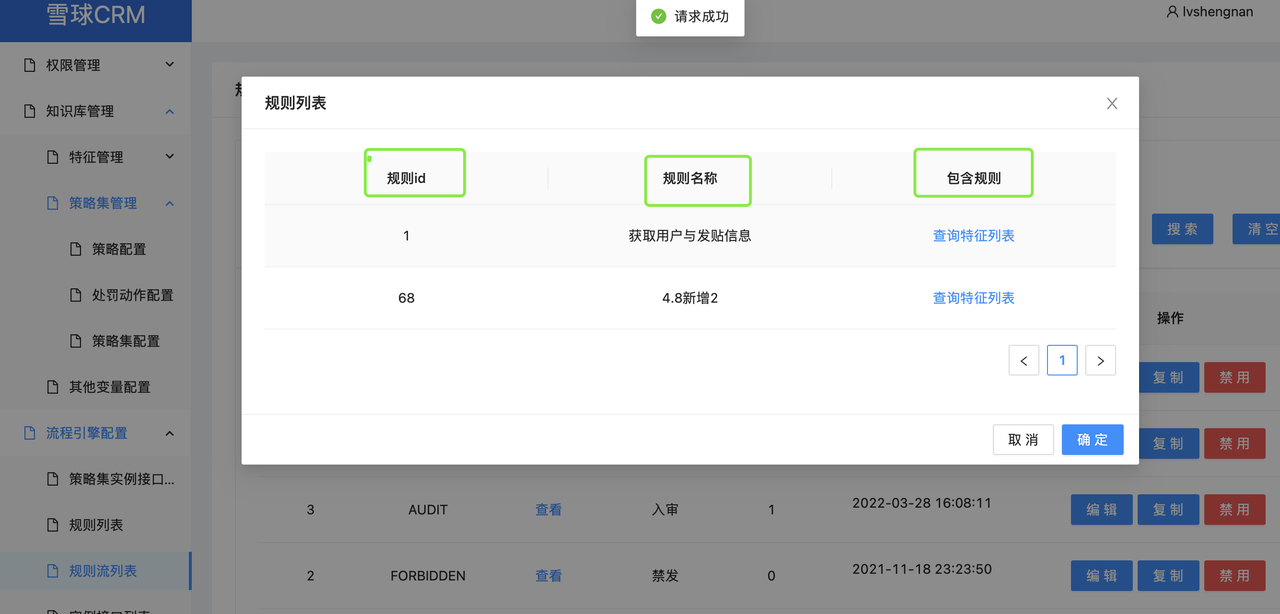 雪球CRM
请求成功
lvshengnan
权限管理
知识库管理
特征管理
策略集管理
策略配置
处罚动作配置
策略集配置
其他变量配置
流程引擎配置
策略集实例接口...
规则列表
规则流列表
规则列表
规则id 规则名称 包含规则
1 获取用户与发贴信息 查询特征列表
68 4.8新增2 查询特征列表
1
取 消 确 定
搜 索 清 空
操作
复 制 禁 用
复 制 禁 用
3 AUDIT 查看 入审 1 2022-03-28 16:08:11 编 辑 复 制 禁 用
2 FORBIDDEN 查看 禁发 0 2021-11-18 23:23:50 编 辑 复 制 禁 用